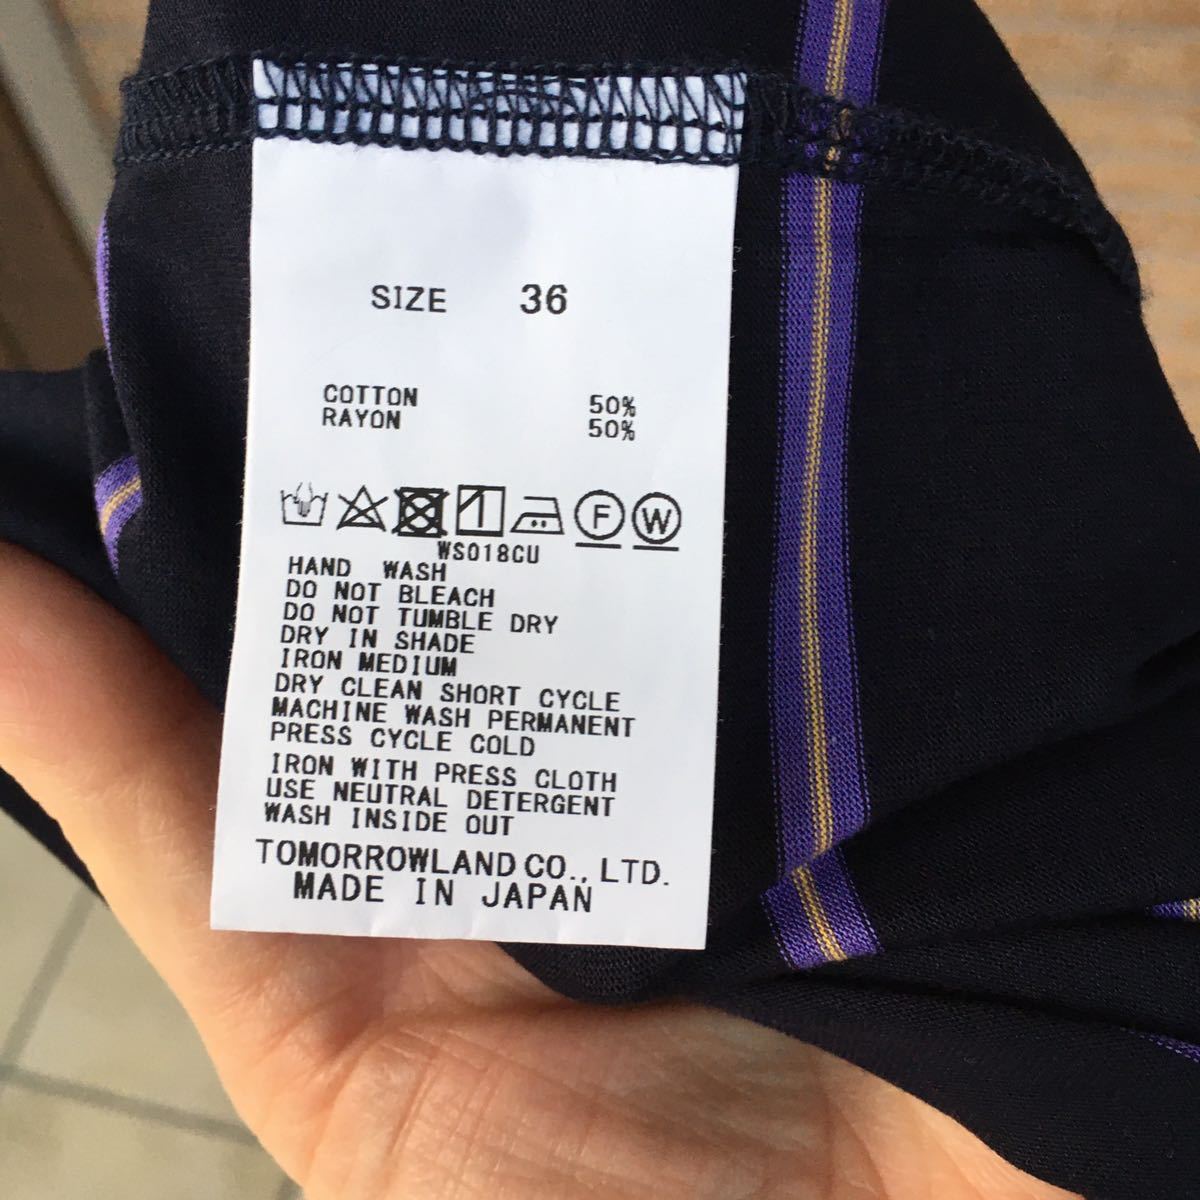 SIZE 36
COTTON 50%
RAYON 50%
F W
WS018CU
HAND WASH
DO NOT BLEACH
DO NOT TUMBLE DRY
DRY IN SHADE
IRON MEDIUM
DRY CLEAN SHORT CYCLE
MACHINE WASH PERMANENT
PRESS CYCLE COLD
IRON WITH PRESS CLOTH
USE NEUTRAL DETERGENT
WASH INSIDE OUT
TOMORROWLAND CO., LTD.
MADE IN JAPAN